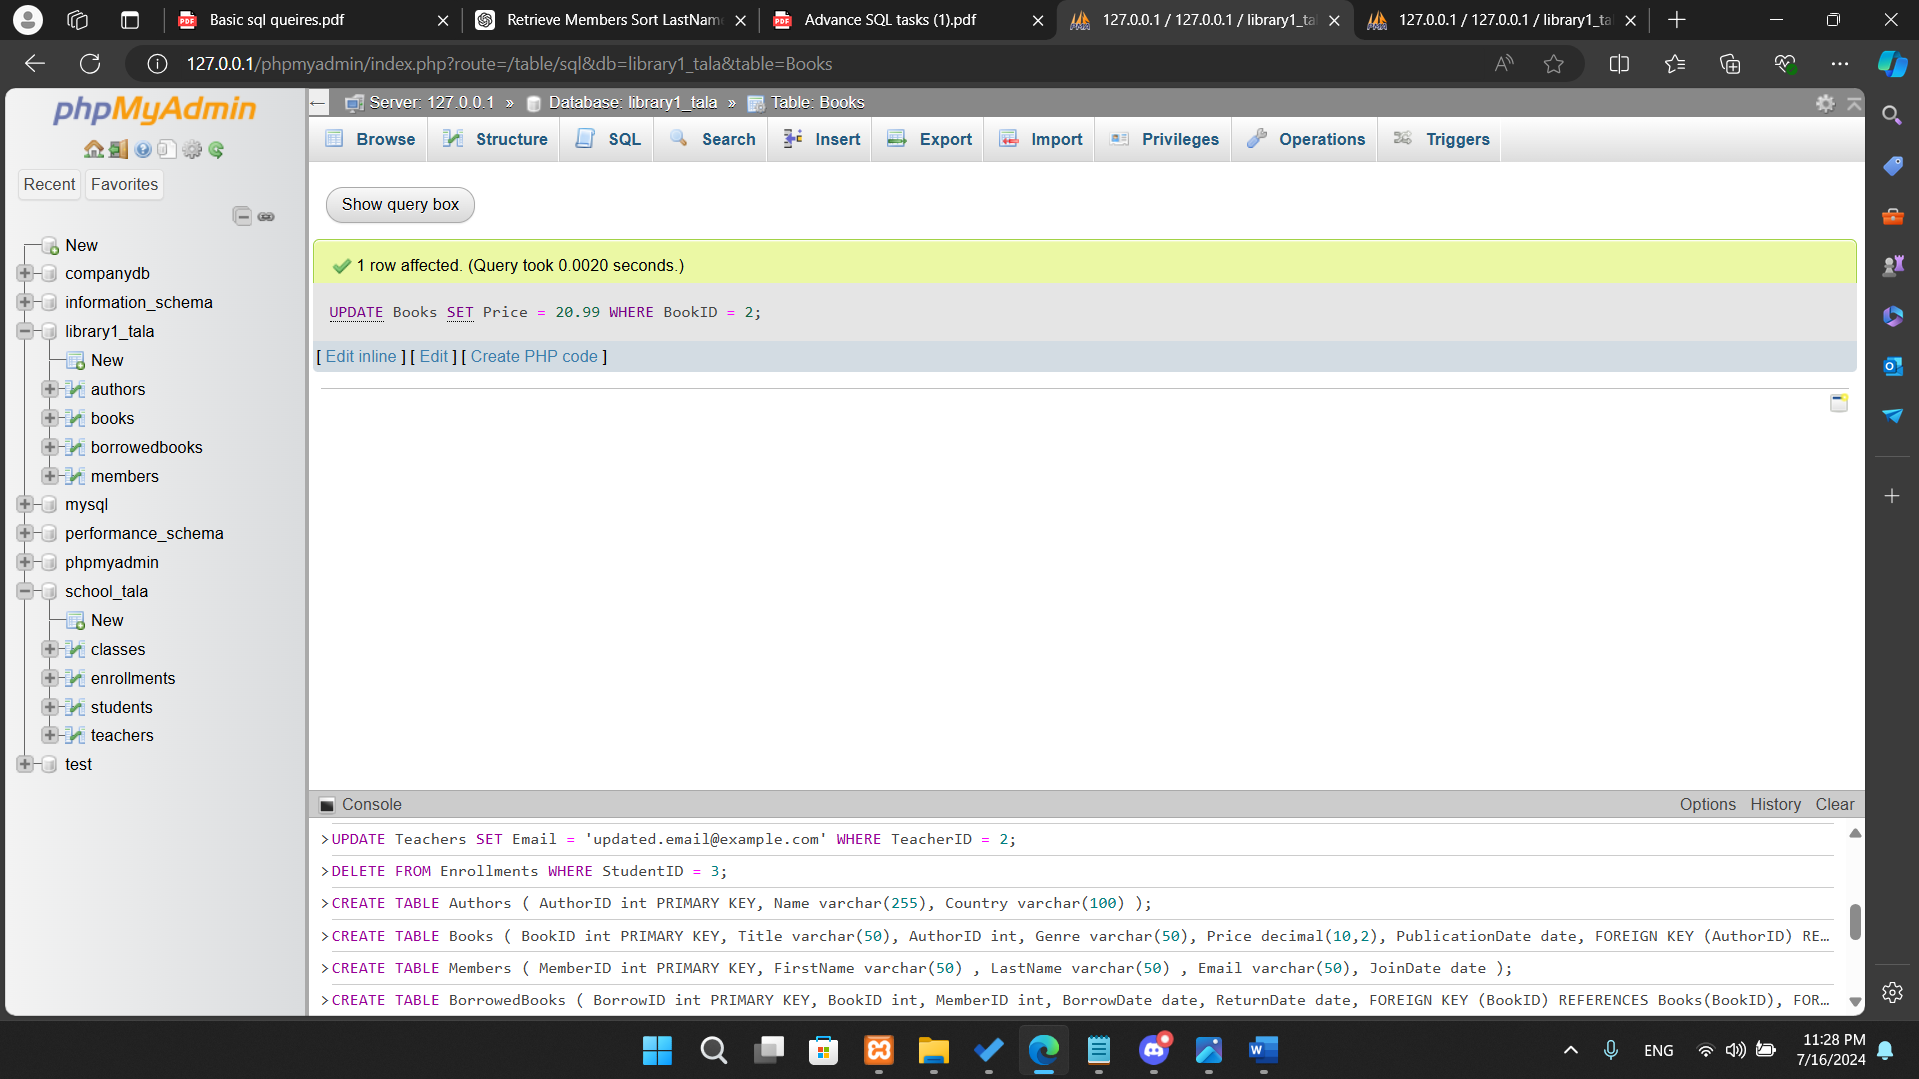 Basic sql queires.pdf
Retrieve Members Sort LastNam
Advance SQL tasks (1).pdf
127.0.0.1 / 127.0.0.1 / library1_ta
127.0.0.1 / 127.0.0.1 / library1_ta
127.0.0.1/phpmyadmin/index.php?route=/table/sql&db=library1_tala&table=Books
phpMyAdmin
Recent
Favorites
New
companydb
information_schema
library1_tala
New
authors
books
borrowedbooks
members
mysql
performance_schema
phpmyadmin
school_tala
New
classes
enrollments
students
teachers
test
Server: 127.0.0.1 » Database: library1_tala » Table: Books
Browse Structure SQL Search Insert Export Import Privileges Operations Triggers
Show query box
1 row affected. (Query took 0.0020 seconds.)
UPDATE Books SET Price = 20.99 WHERE BookID = 2;
[ Edit inline ] [ Edit ] [ Create PHP code ]
Console
Options History Clear
>UPDATE Teachers SET Email = 'updated.email@example.com' WHERE TeacherID = 2;
>DELETE FROM Enrollments WHERE StudentID = 3;
>CREATE TABLE Authors ( AuthorID int PRIMARY KEY, Name varchar(255), Country varchar(100) );
>CREATE TABLE Books ( BookID int PRIMARY KEY, Title varchar(50), AuthorID int, Genre varchar(50), Price decimal(10,2), PublicationDate date, FOREIGN KEY (AuthorID) RE…
>CREATE TABLE Members ( MemberID int PRIMARY KEY, FirstName varchar(50) , LastName varchar(50) , Email varchar(50), JoinDate date );
>CREATE TABLE BorrowedBooks ( BorrowID int PRIMARY KEY, BookID int, MemberID int, BorrowDate date, ReturnDate date, FOREIGN KEY (BookID) REFERENCES Books(BookID), FOR…
ENG
11:28 PM
7/16/2024